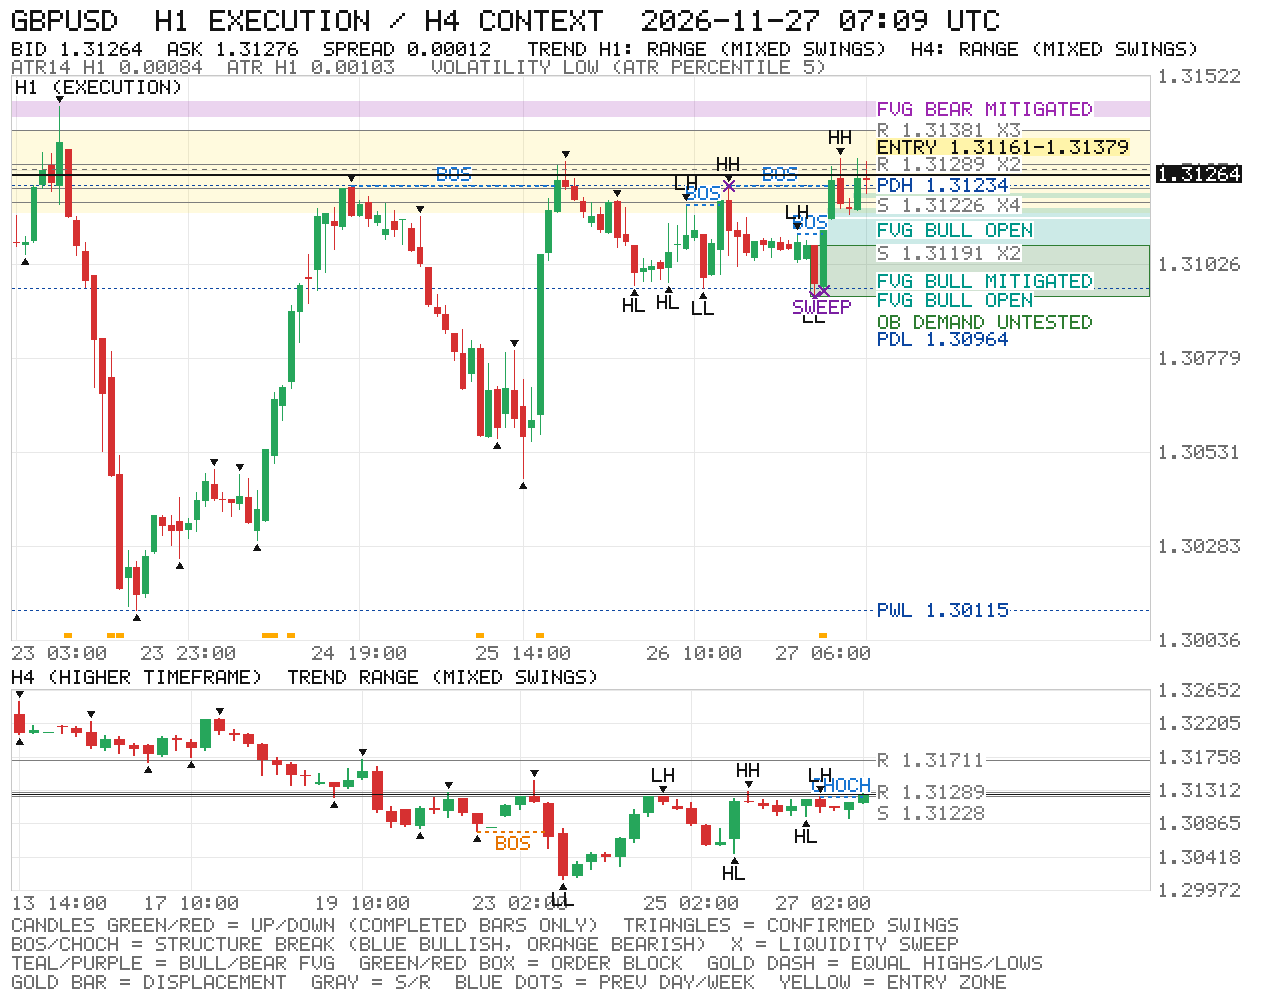 GBPUSD  H1 EXECUTION / H4 CONTEXT  2026-11-27 07:09 UTC
BID 1.31264  ASK 1.31276  SPREAD 0.00012  TREND H1: RANGE (MIXED SWINGS)  H4: RANGE (MIXED SWINGS)
ATR14 H1 0.00084  ATR H1 0.00103  VOLATILITY LOW (ATR PERCENTILE 5)
1.31522
H1 (EXECUTION)
FVG BEAR MITIGATED
R 1.31381 X3
HH
ENTRY 1.31161-1.31379
R 1.31289 X2
HH
BOS
BOS
1.31264
LH
PDH 1.31234
BOS
S 1.31226 X4
LH
BOS
FVG BULL OPEN
S 1.31191 X2
1.31026
FVG BULL MITIGATED
FVG BULL OPEN
HL
HL
LL
SWEEP
LL
OB DEMAND UNTESTED
PDL 1.30964
1.30779
1.30531
1.30283
PWL 1.30115
1.30036
23 03:00
23 23:00
24 19:00
25 14:00
26 10:00
27 06:00
H4 (HIGHER TIMEFRAME)  TREND RANGE (MIXED SWINGS)
1.32652
1.32205
1.31758
R 1.31711
LH
HH
LH
CHOCH
1.31312
R 1.31289
S 1.31228
1.30865
HL
BOS
1.30418
HL
1.29972
LL
13 14:00
17 10:00
19 10:00
23 02:00
25 02:00
27 02:00
CANDLES GREEN/RED = UP/DOWN (COMPLETED BARS ONLY)  TRIANGLES = CONFIRMED SWINGS
BOS/CHOCH = STRUCTURE BREAK (BLUE BULLISH, ORANGE BEARISH)  X = LIQUIDITY SWEEP
TEAL/PURPLE = BULL/BEAR FVG  GREEN/RED BOX = ORDER BLOCK  GOLD DASH = EQUAL HIGHS/LOWS
GOLD BAR = DISPLACEMENT  GRAY = S/R  BLUE DOTS = PREV DAY/WEEK  YELLOW = ENTRY ZONE